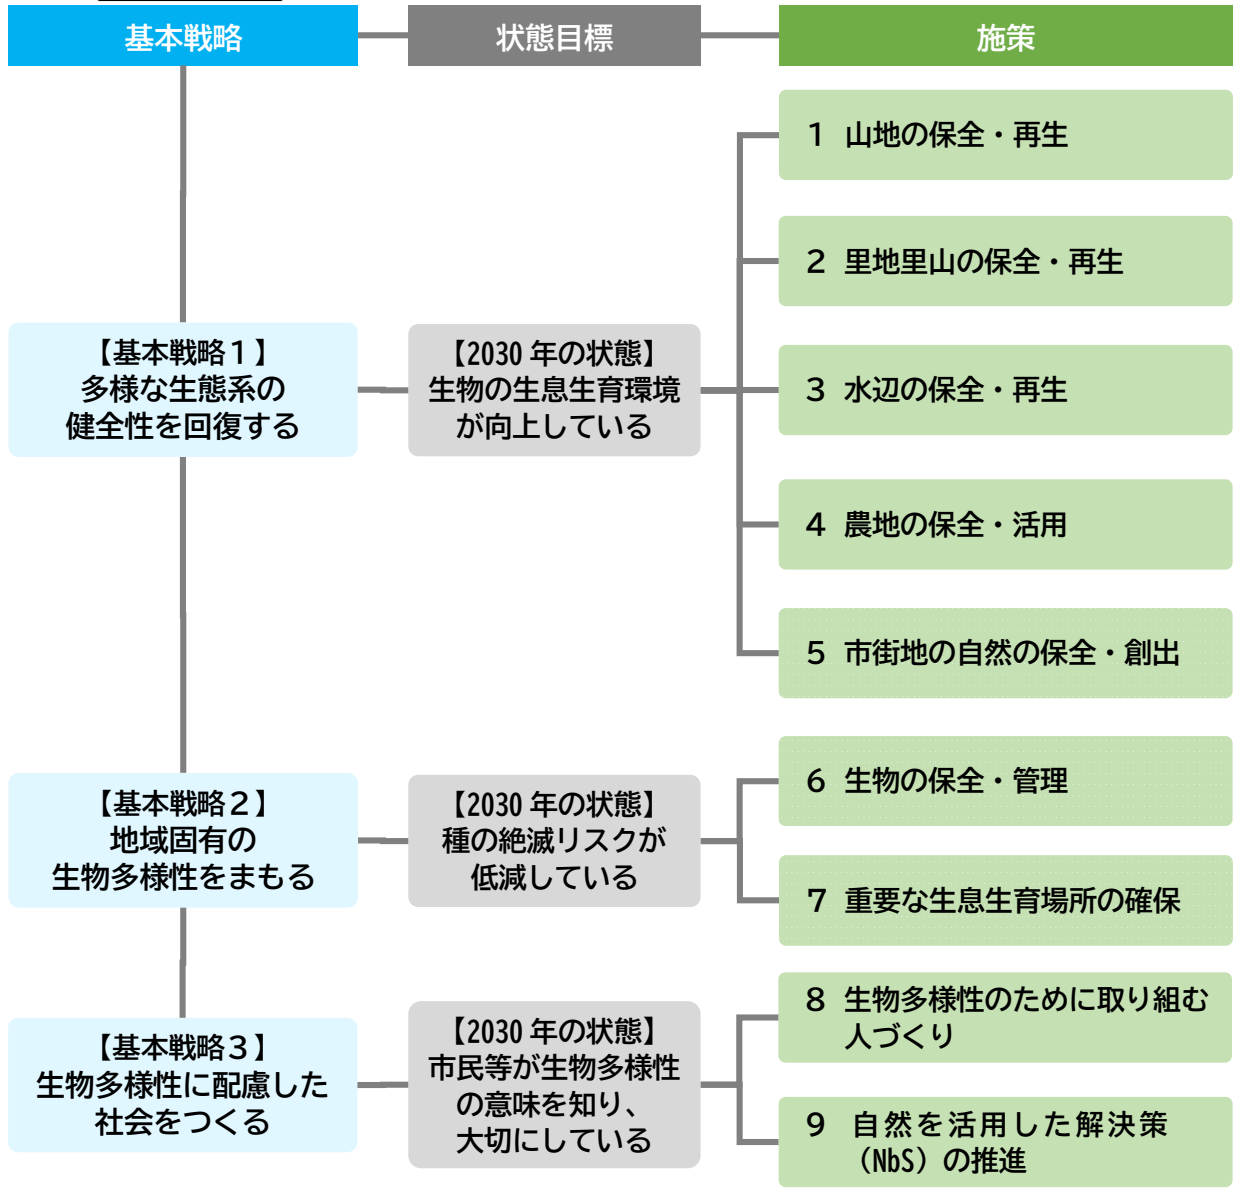 基本戦略
状態目標
施策
【基本戦略１】
多様な生態系の
健全性を回復する
【2030 年の状態】
生物の生息生育環境
が向上している
1 山地の保全・再生
2 里地里山の保全・再生
3 水辺の保全・再生
4 農地の保全・活用
5 市街地の自然の保全・創出
【基本戦略２】
地域固有の
生物多様性をまもる
【2030 年の状態】
種の絶滅リスクが
低減している
6 生物の保全・管理
7 重要な生息生育場所の確保
【基本戦略３】
生物多様性に配慮した
社会をつくる
【2030 年の状態】
市民等が生物多様性
の意味を知り、
大切にしている
8 生物多様性のために取り組む
人づくり
9 自然を活用した解決策
（NbS）の推進